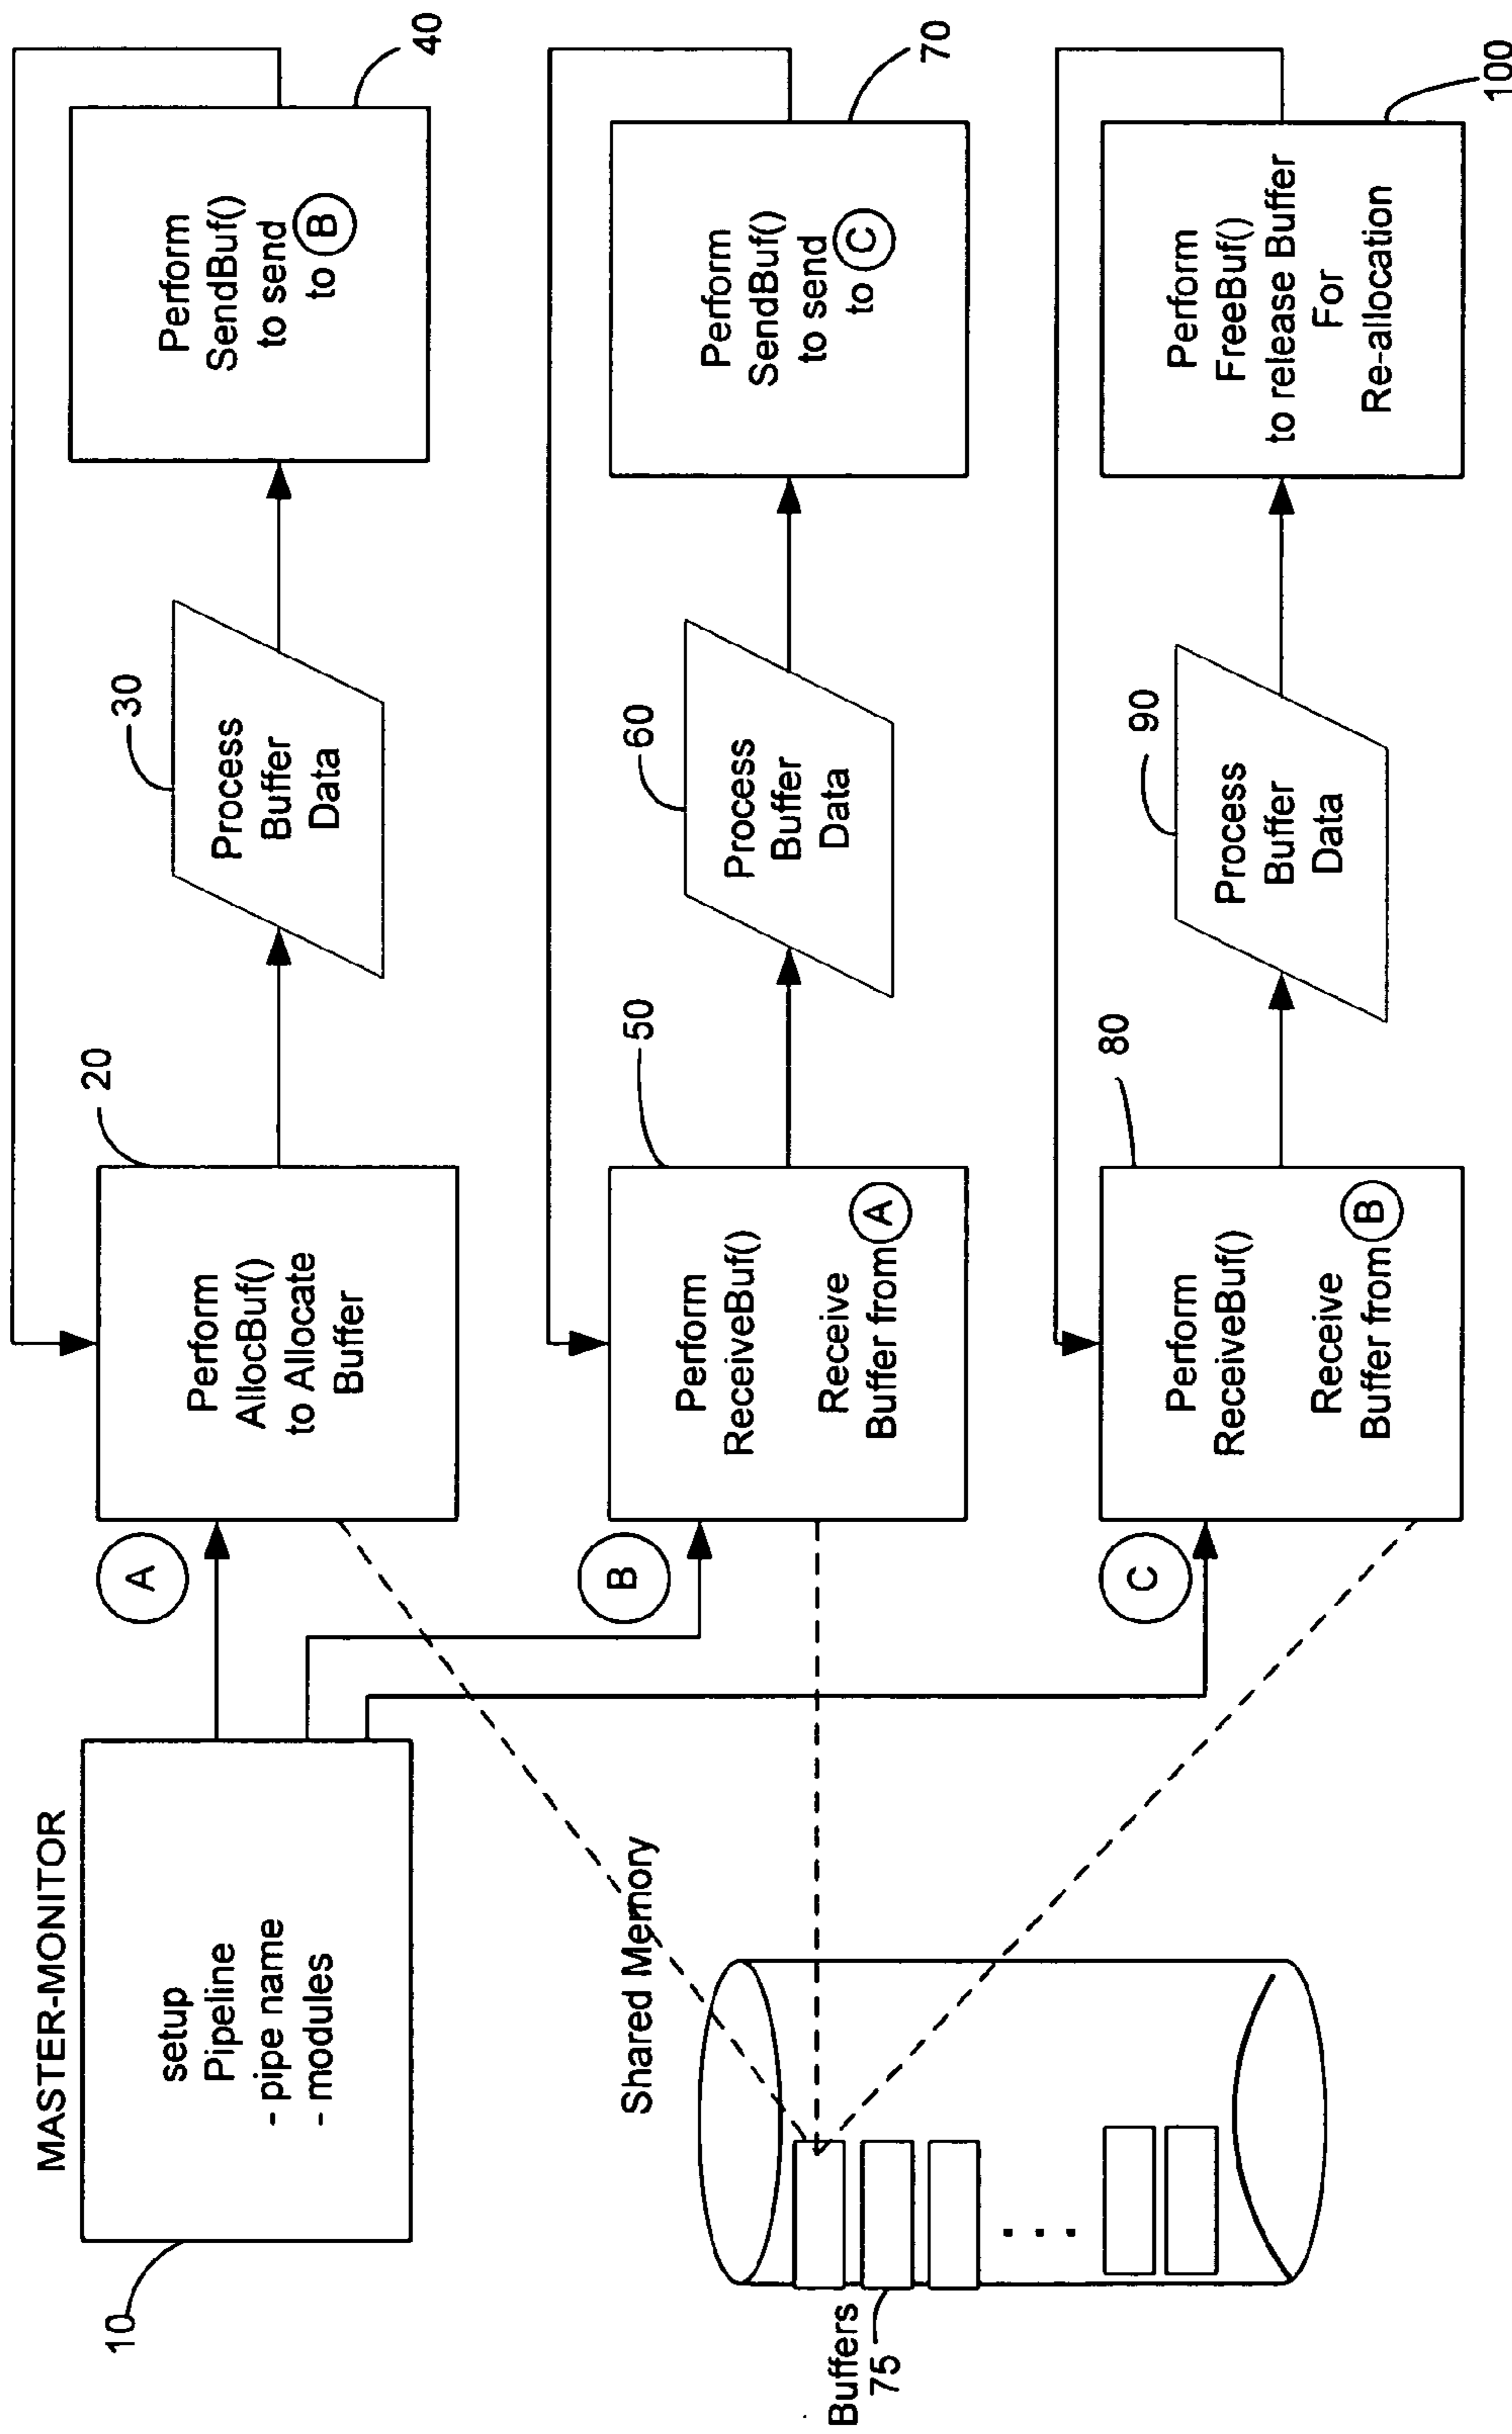 MASTER-MONITOR
10
setup
Pipeline
- pipe name
- modules
A
20
Perform
AllocBuf()
to Allocate
Buffer
30
Process
Buffer
Data
40
Perform
SendBuf()
to send
to B
B
50
Perform
ReceiveBuf()
Receive
Buffer from A
60
Process
Buffer
Data
70
Perform
SendBuf()
to send
to C
C
80
Perform
ReceiveBuf()
Receive
Buffer from B
90
Process
Buffer
Data
100
Perform
FreeBuf()
to release Buffer
For
Re-allocation
Shared Memory
Buffers
75
. . .